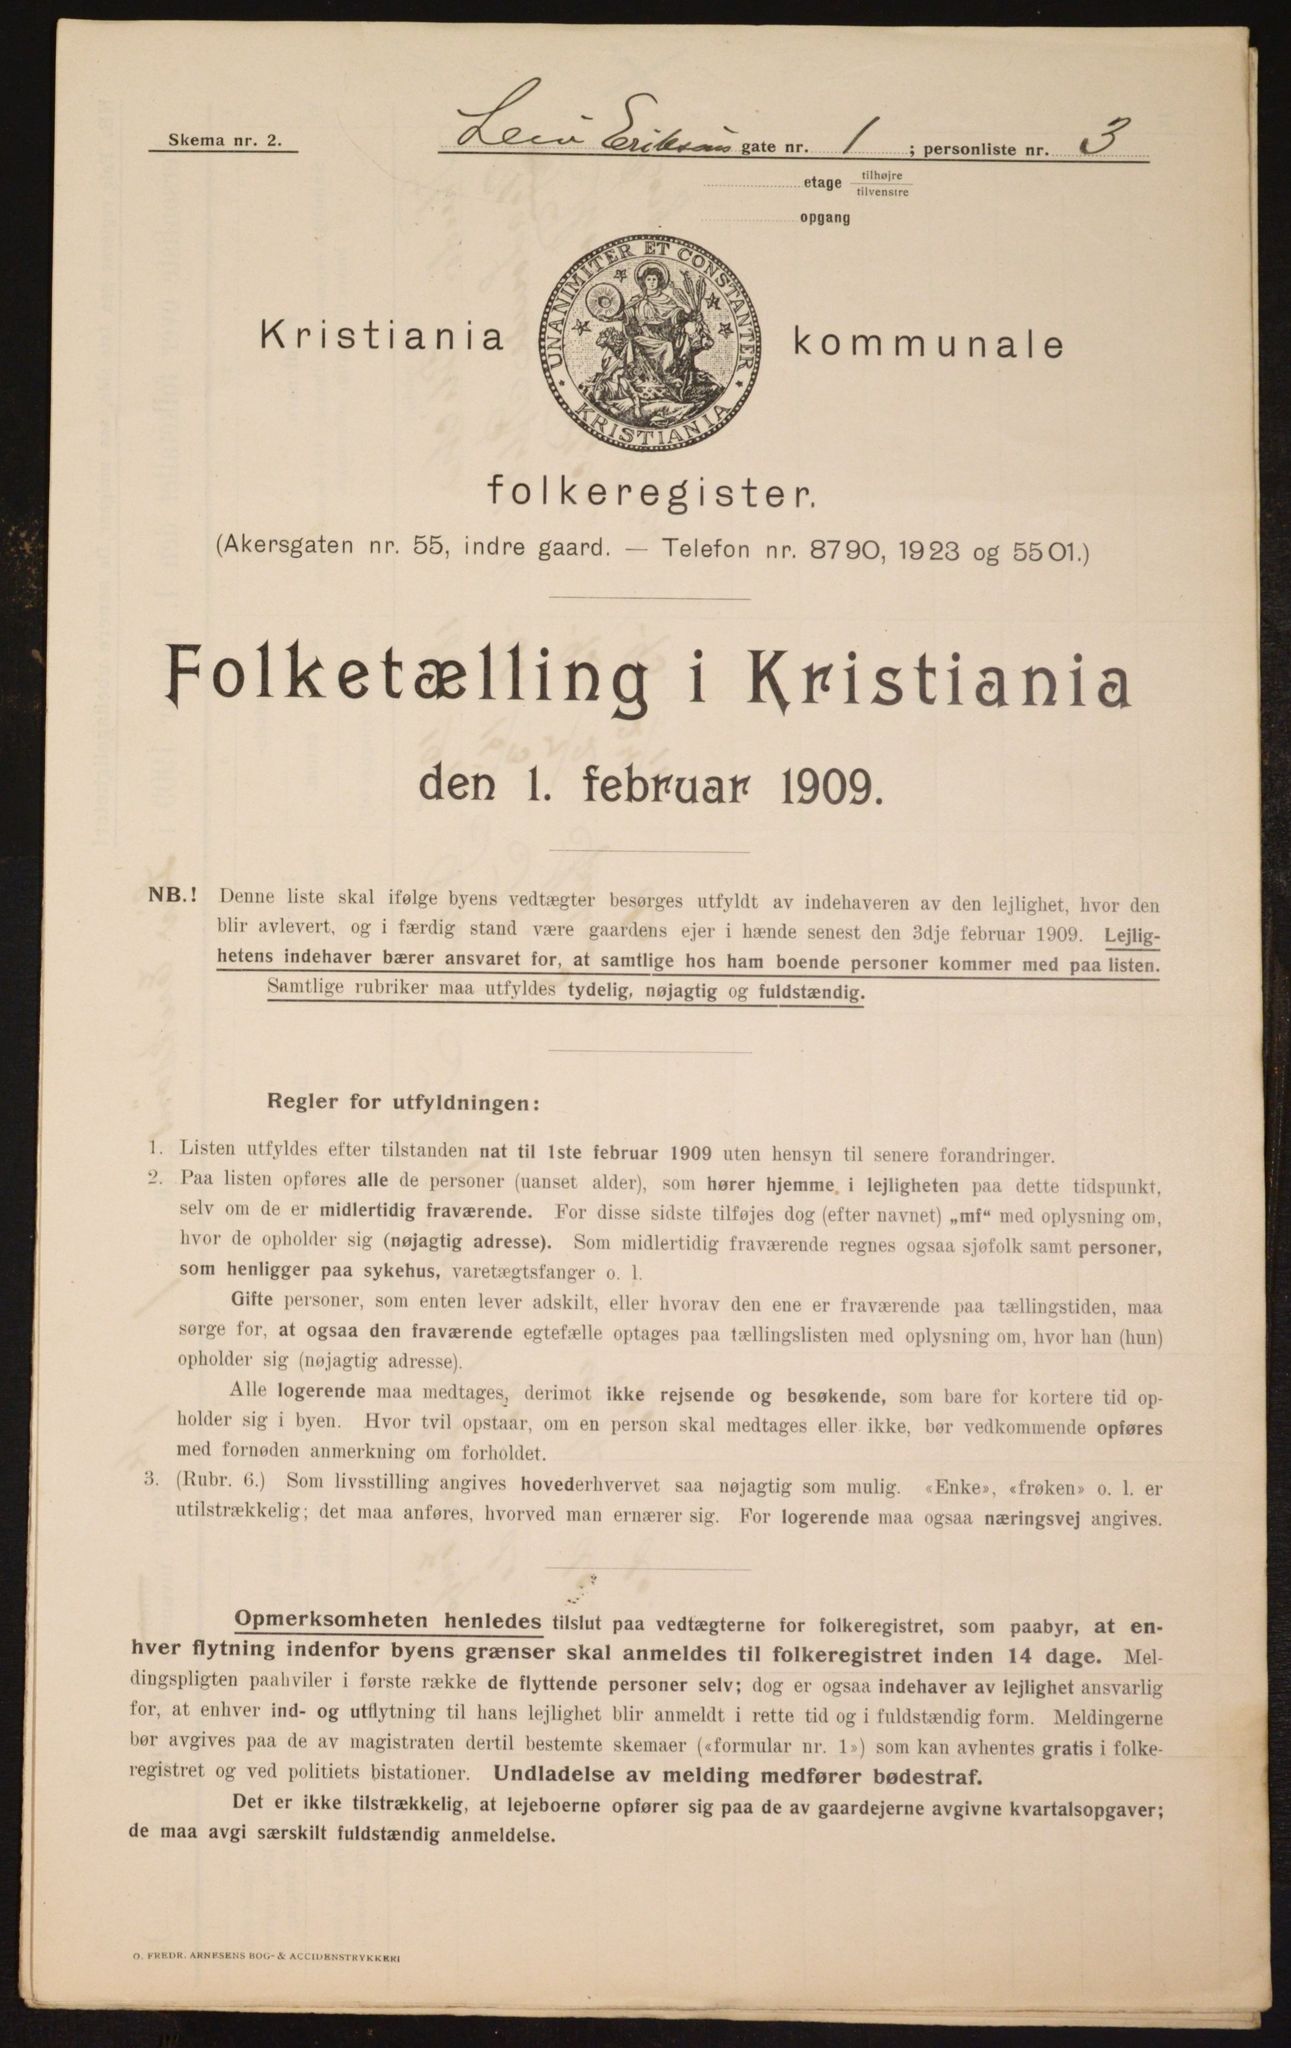 Skema nr. 2.
Leiv Eriksøns gate nr. 1 ; personliste nr. 3
etage tilhøjre
tilvenstre
opgang
UNANIMITER ET CONSTANTER
KRISTIANIA
Kristiania kommunale
folkeregister.
(Akersgaten nr. 55, indre gaard. — Telefon nr. 8790, 1923 og 5501.)
Folketælling i Kristiania
den 1. februar 1909.
NB.! Denne liste skal ifølge byens vedtægter besørges utfyldt av indehaveren av den lejlighet, hvor den
blir avlevert, og i færdig stand være gaardens ejer i hænde senest den 3dje februar 1909. Lejlig-
hetens indehaver bærer ansvaret for, at samtlige hos ham boende personer kommer med paa listen.
Samtlige rubriker maa utfyldes tydelig, nøjagtig og fuldstændig.
Regler for utfyldningen:
1. Listen utfyldes efter tilstanden nat til 1ste februar 1909 uten hensyn til senere forandringer.
2. Paa listen opføres alle de personer (uanset alder), som hører hjemme i lejligheten paa dette tidspunkt,
selv om de er midlertidig fraværende. For disse sidste tilføjes dog (efter navnet) „mf“ med oplysning om,
hvor de opholder sig (nøjagtig adresse). Som midlertidig fraværende regnes ogsaa sjøfolk samt personer,
som henligger paa sykehus, varetægtsfanger o. l.
Gifte personer, som enten lever adskilt, eller hvorav den ene er fraværende paa tællingstiden, maa
sørge for, at ogsaa den fraværende egtefælle optages paa tællingslisten med oplysning om, hvor han (hun)
opholder sig (nøjagtig adresse).
Alle logerende maa medtages, derimot ikke rejsende og besøkende, som bare for kortere tid op-
holder sig i byen. Hvor tvil opstaar, om en person skal medtages eller ikke, bør vedkommende opføres
med fornøden anmerkning om forholdet.
3. (Rubr. 6.) Som livsstilling angives hovederhvervet saa nøjagtig som mulig. «Enke», «frøken» o. l. er
utilstrækkelig; det maa anføres, hvorved man ernærer sig. For logerende maa ogsaa næringsvej angives.
Opmerksomheten henledes tilslut paa vedtægterne for folkeregistret, som paabyr, at en-
hver flytning indenfor byens grænser skal anmeldes til folkeregistret inden 14 dage. Mel-
dingspligten paahviler i første række de flyttende personer selv; dog er ogsaa indehaver av lejlighet ansvarlig
for, at enhver ind- og utflytning til hans lejlighet blir anmeldt i rette tid og i fuldstændig form. Meldingerne
bør avgives paa de av magistraten dertil bestemte skemaer («formular nr. 1») som kan avhentes gratis i folke-
registret og ved politiets bistationer. Undladelse av melding medfører bødestraf.
Det er ikke tilstrækkelig, at lejeboerne opfører sig paa de av gaardejerne avgivne kvartalsopgaver;
de maa avgi særskilt fuldstændig anmeldelse.
O. FREDR. ARNESENS BOG- & ACCIDENSTRYKKERI